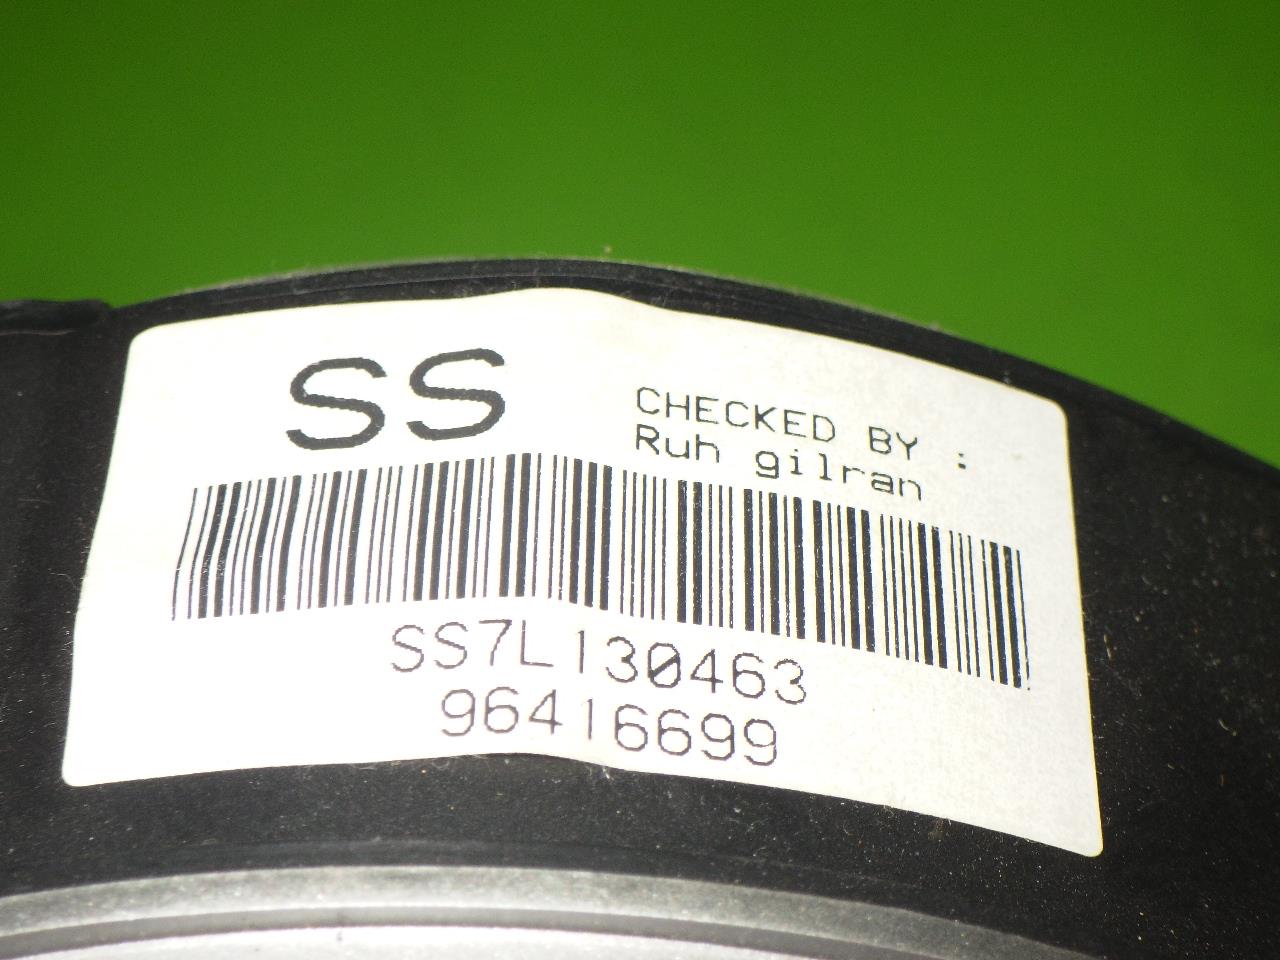 SS
CHECKED BY :
Ruh gilran
SS7L130463
96416699